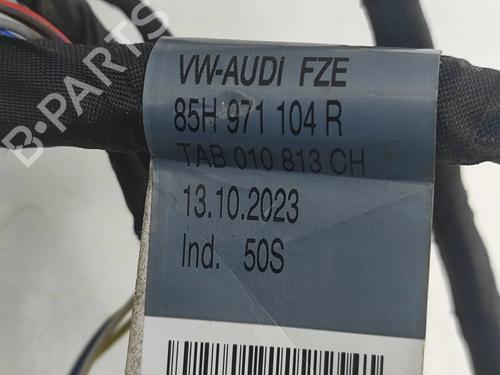 VW-AUDI FZE
85H 971 104 R
TAB 010 813 CH
13.10.2023
Ind. 50S
B-PARTS